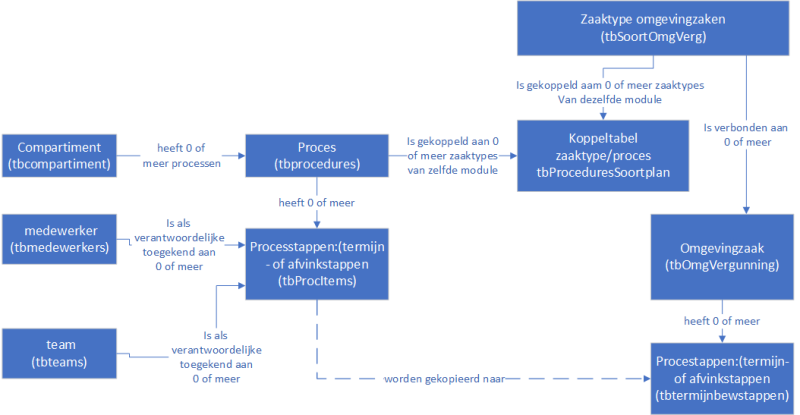 Zaaktype omgevingzaken
(tbSoortOmgVerg)
Is gekoppeld aam 0 of meer zaaktypes
Van dezelfde module
Is verbonden aan
0 of meer
Compartiment
(tbcompartiment)
heeft 0 of
meer processen
Proces
(tbprocedures)
Is gekoppeld aan 0
of meer zaaktypes
van zelfde module
Koppeltabel
zaaktype/proces
tbProceduresSoortplan
heeft 0 of meer
medewerker
(tbmedewerkers)
Is als
verantwoordelijke
toegekend aan
0 of meer
Processtappen:(termijn
- of afvinkstappen
(tbProcItems)
Omgevingzaak
(tbOmgVergunning)
heeft 0 of meer
team
(tbteams)
Is als
verantwoordelijke
toegekend aan
0 of meer
worden gekopieerd naar
Procestappen:(termijn-
of afvinkstappen
(tbtermijnbewstappen)